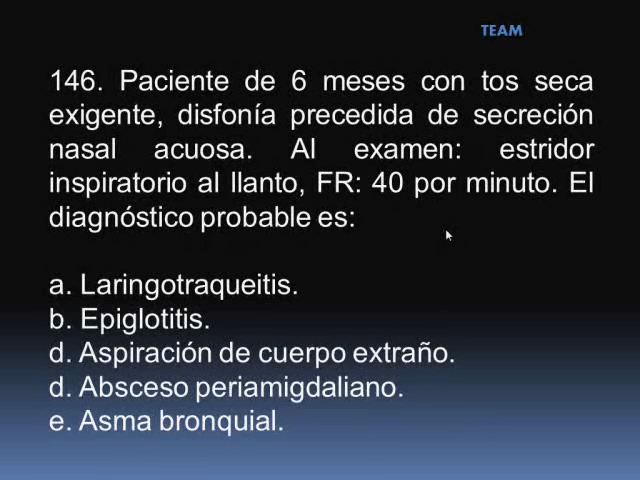 TEAM
146. Paciente de 6 meses con tos seca
exigente, disfonía precedida de secreción
nasal acuosa. Al examen: estridor
inspiratorio al llanto, FR: 40 por minuto. El
diagnóstico probable es:
a. Laringotraqueitis.
b. Epiglotitis.
d. Aspiración de cuerpo extraño.
d. Absceso periamigdaliano.
e. Asma bronquial.